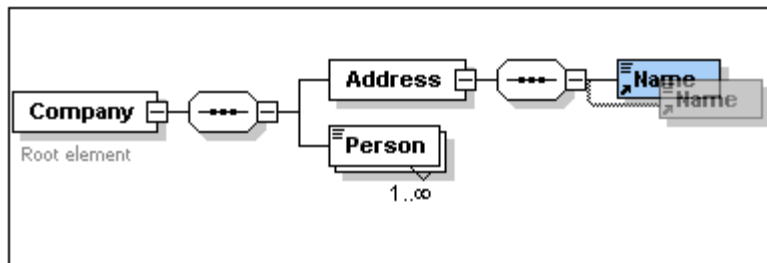 Company
Root element
Address
Name
Name
Person
1..∞